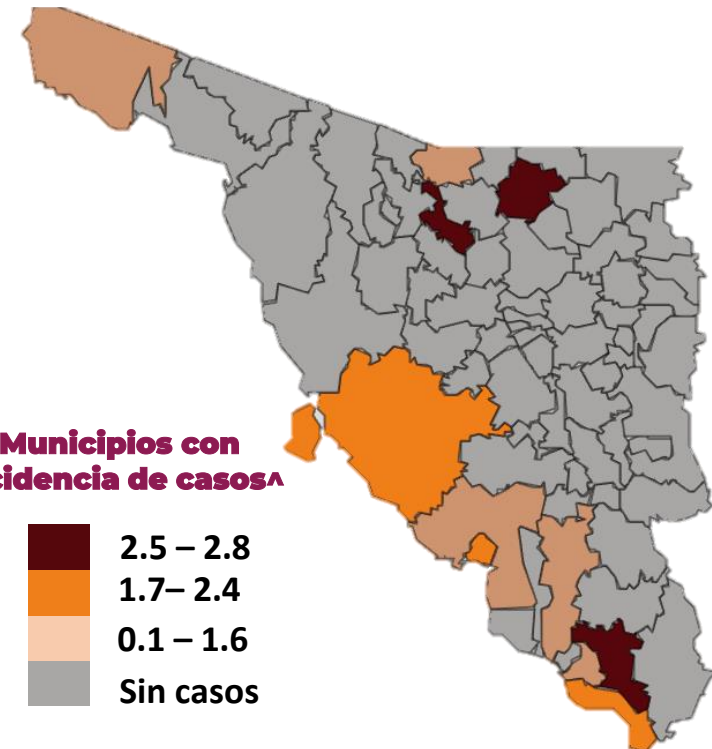 Municipios con
cidencia de casos^
2.5 – 2.8
1.7– 2.4
0.1 – 1.6
Sin casos